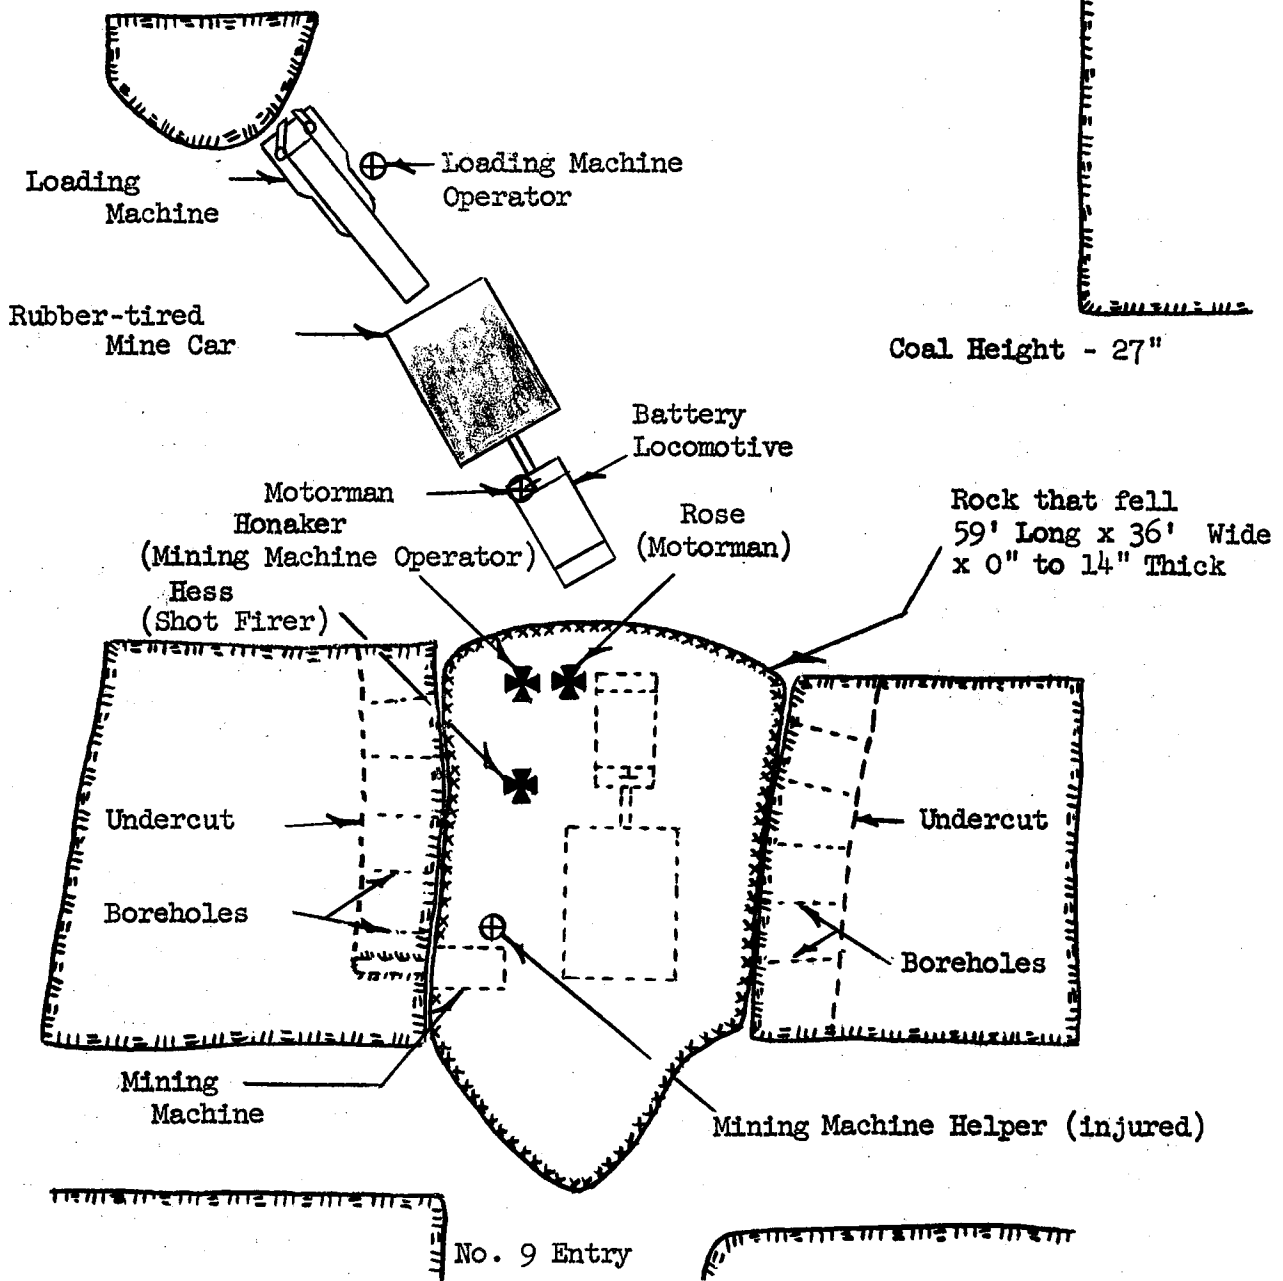 Loading Machine
Operator
Loading
Machine
Rubber-tired
Mine Car
Coal Height - 27"
Battery
Locomotive
Motorman
Honaker
(Mining Machine Operator)
Hess
(Shot Firer)
Rose
(Motorman)
Rock that fell
59' Long x 36' Wide
x 0" to 14" Thick
Undercut
Undercut
Boreholes
Boreholes
Mining
Machine
Mining Machine Helper (injured)
No. 9 Entry